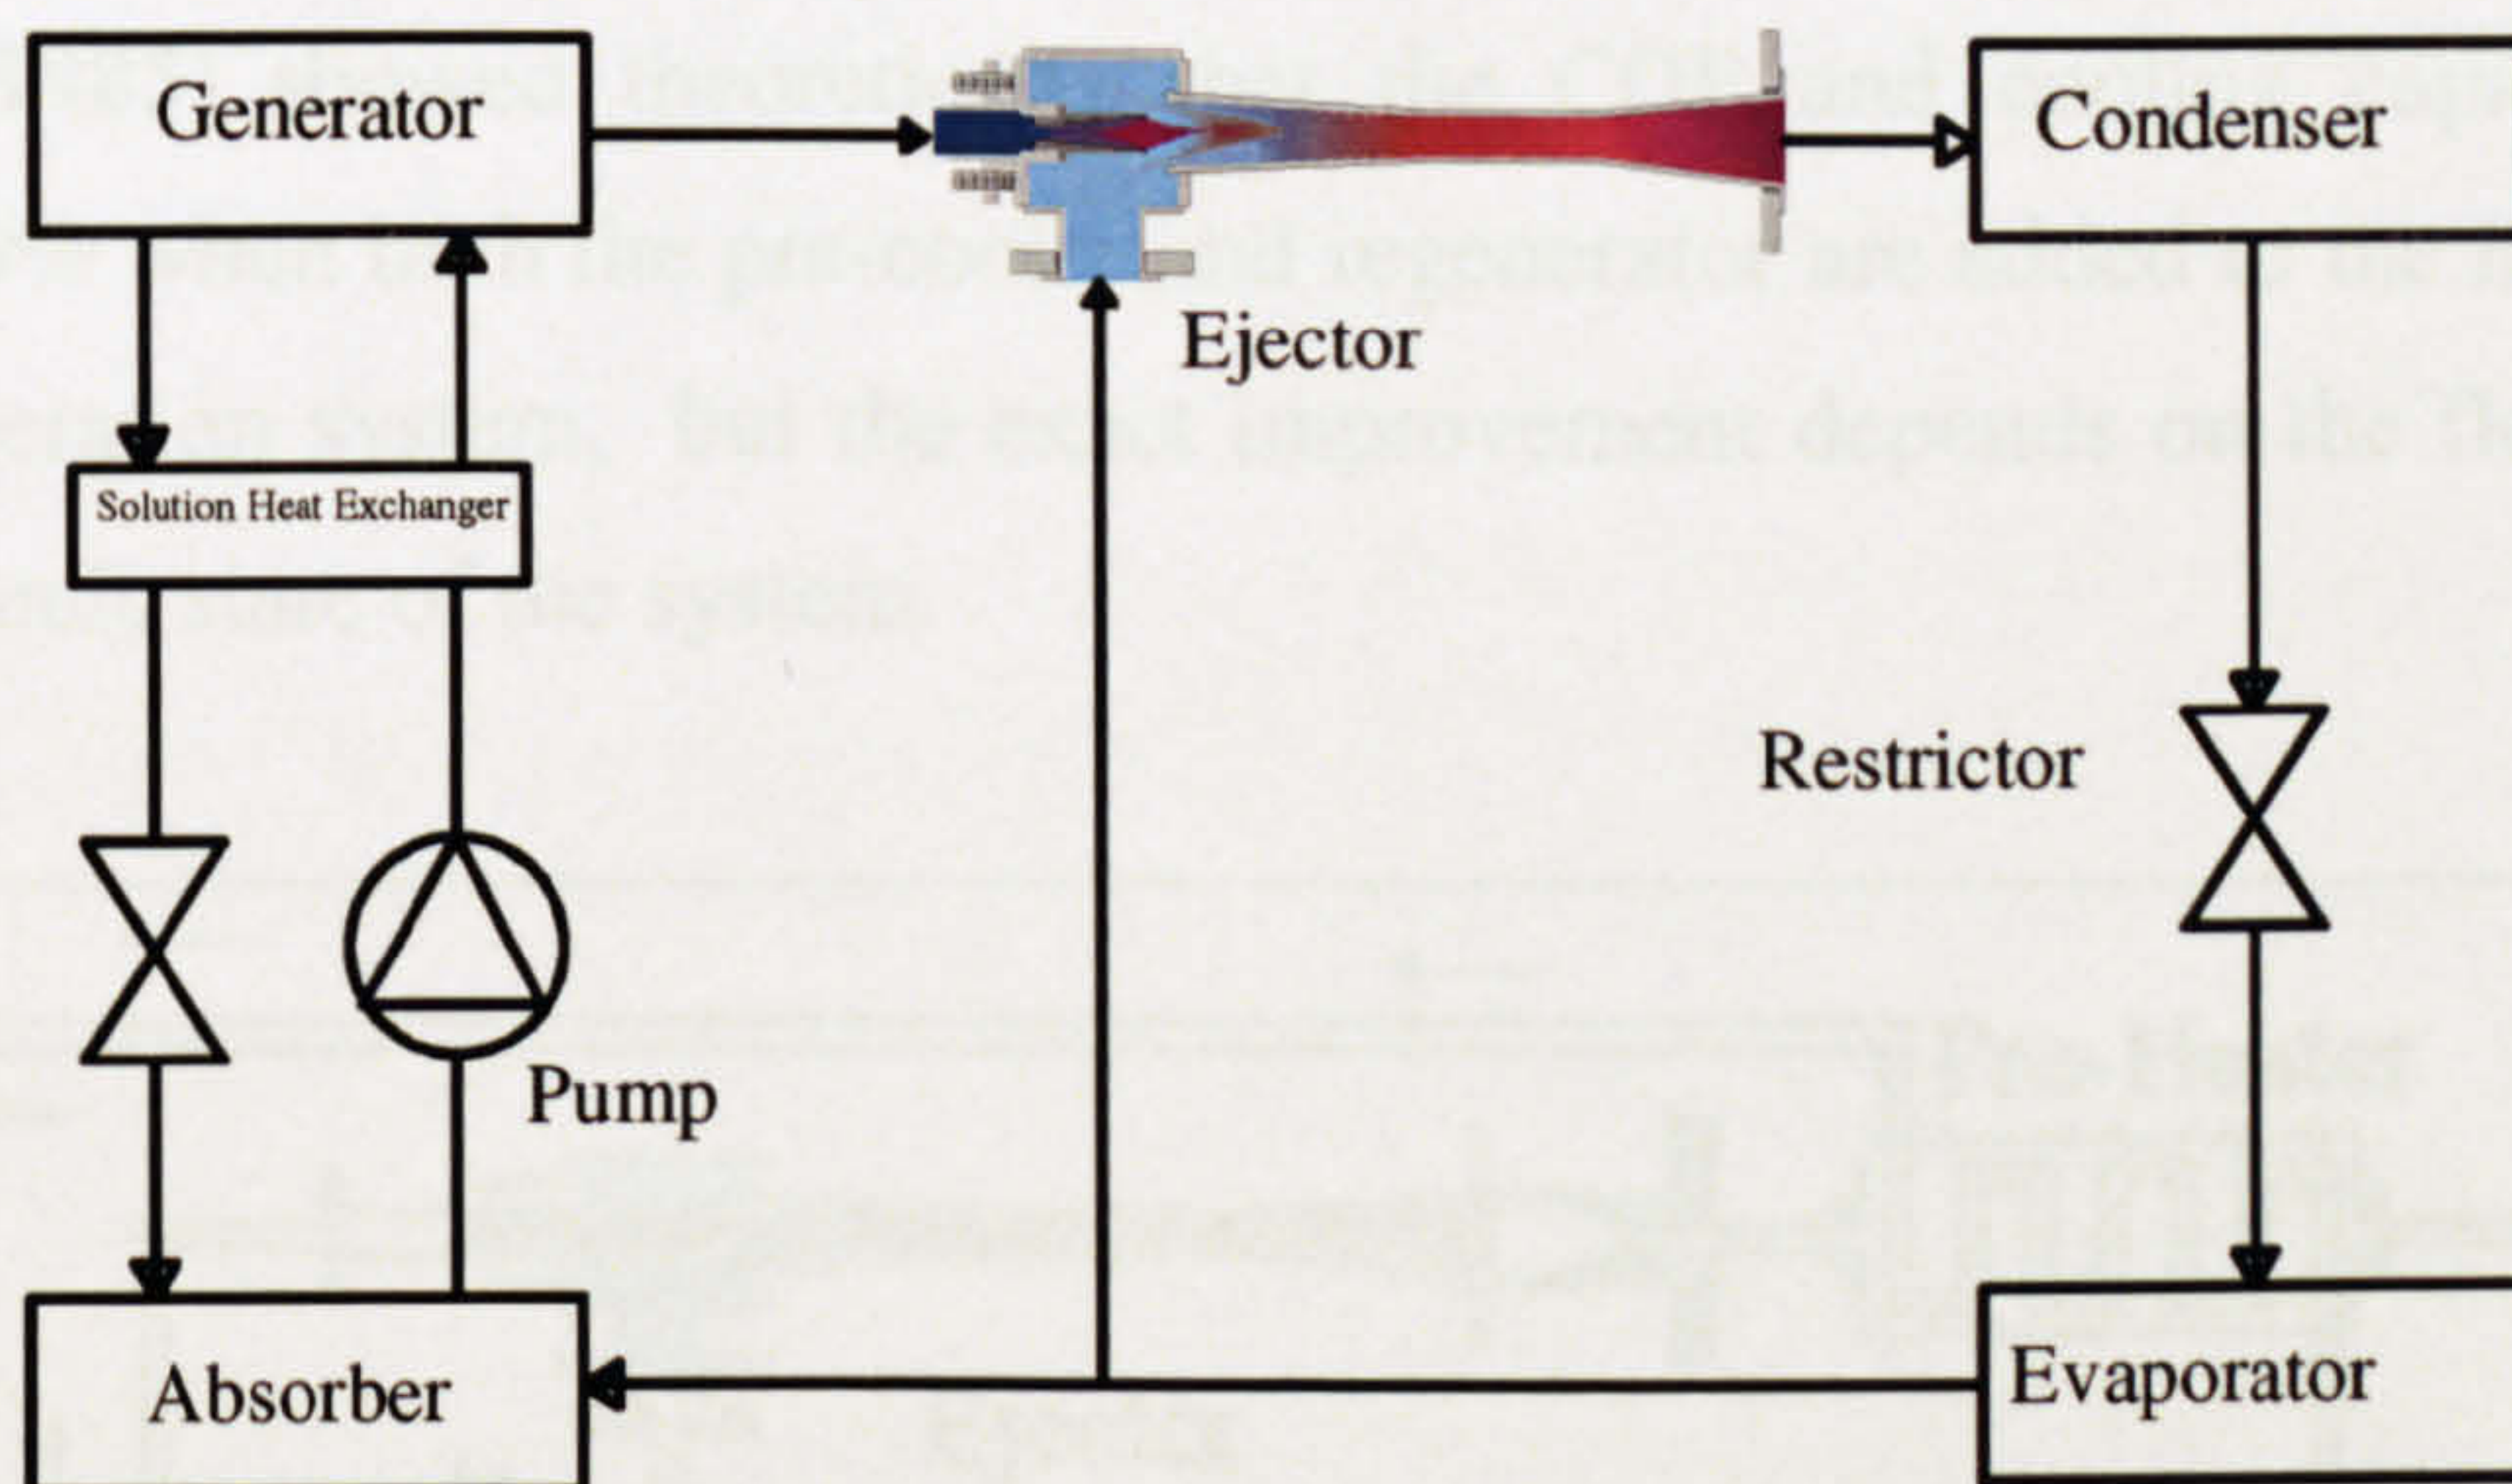 Generator
Condenser
Ejector
Solution Heat Exchanger
Restrictor
Pump
Absorber
Evaporator